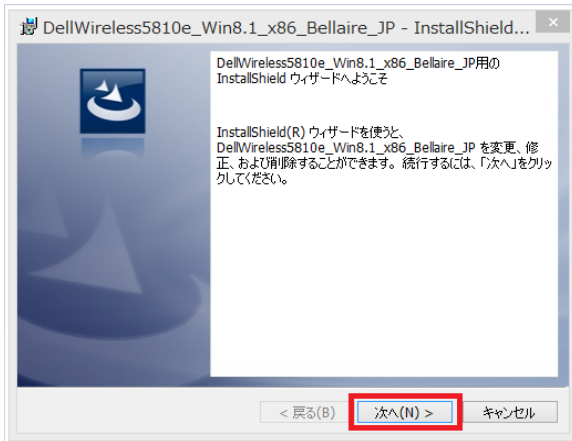 DellWireless5810e_Win8.1_x86_Bellaire_JP - InstallShield...
DellWireless5810e_Win8.1_x86_Bellaire_JP用の
InstallShield ウィザードへようこそ
InstallShield(R) ウィザードを使うと、
DellWireless5810e_Win8.1_x86_Bellaire_JP を変更、修
正、および削除することができます。続行するには、「次へ」をクリッ
クしてください。
< 戻る(B)
次へ(N) >
キャンセル